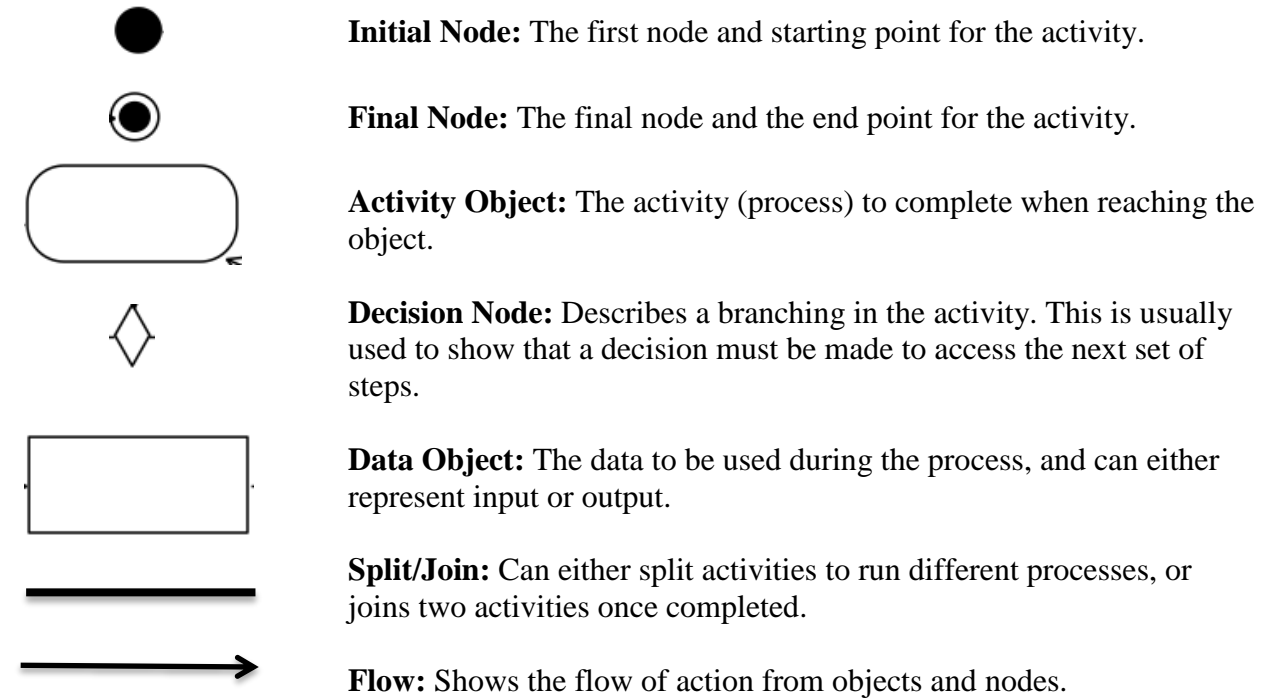 Initial Node: The first node and starting point for the activity.
Final Node: The final node and the end point for the activity.
Activity Object: The activity (process) to complete when reaching the
object.
Decision Node: Describes a branching in the activity. This is usually
used to show that a decision must be made to access the next set of
steps.
Data Object: The data to be used during the process, and can either
represent input or output.
Split/Join: Can either split activities to run different processes, or
joins two activities once completed.
Flow: Shows the flow of action from objects and nodes.